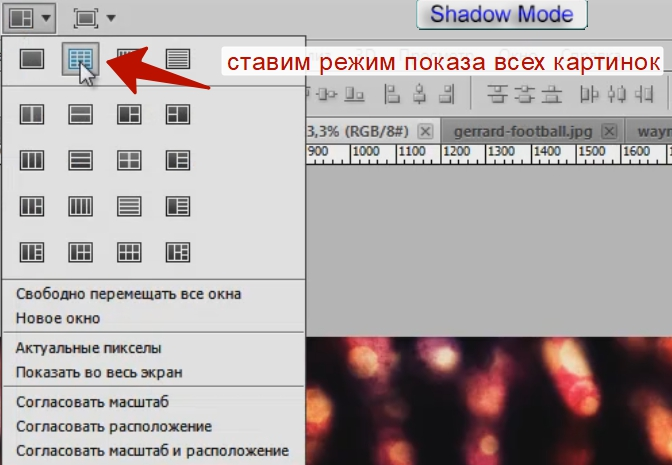 Shadow Mode
ставим режим показа всех картинок
3,3% (RGB/8#)
gerrard-football.jpg
wayn
900 1000 1100 1200 1300 1400 1500 1600
Свободно перемещать все окна
Новое окно
Актуальные пикселы
Показать во весь экран
Согласовать масштаб
Согласовать расположение
Согласовать масштаб и расположение